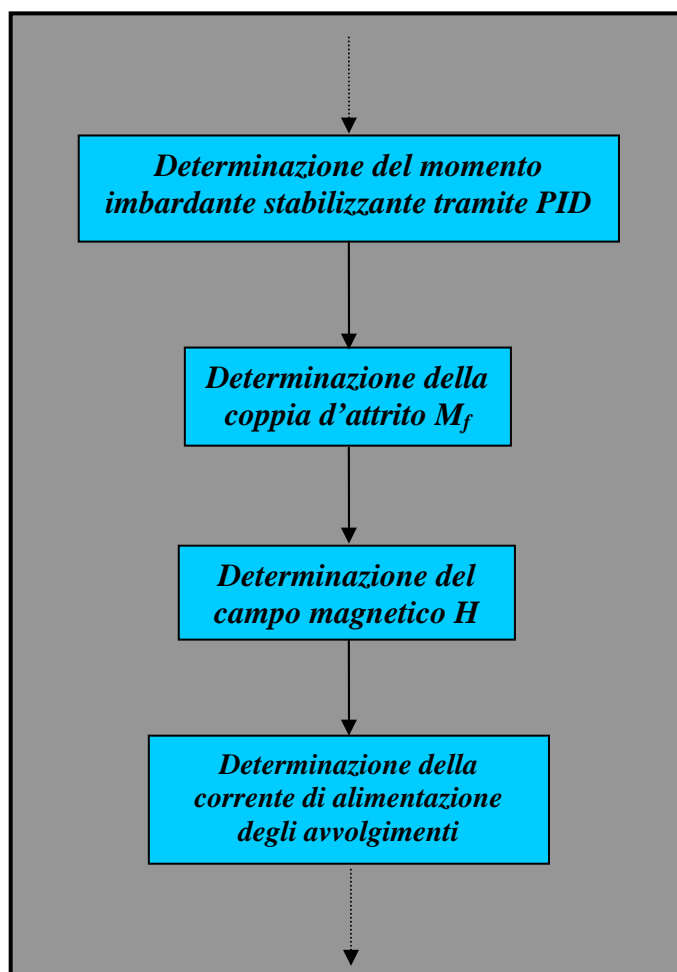 Determinazione del momento
imbardante stabilizzante tramite PID
Determinazione della
coppia d'attrito Mf
Determinazione del
campo magnetico H
Determinazione della
corrente di alimentazione
degli avvolgimenti